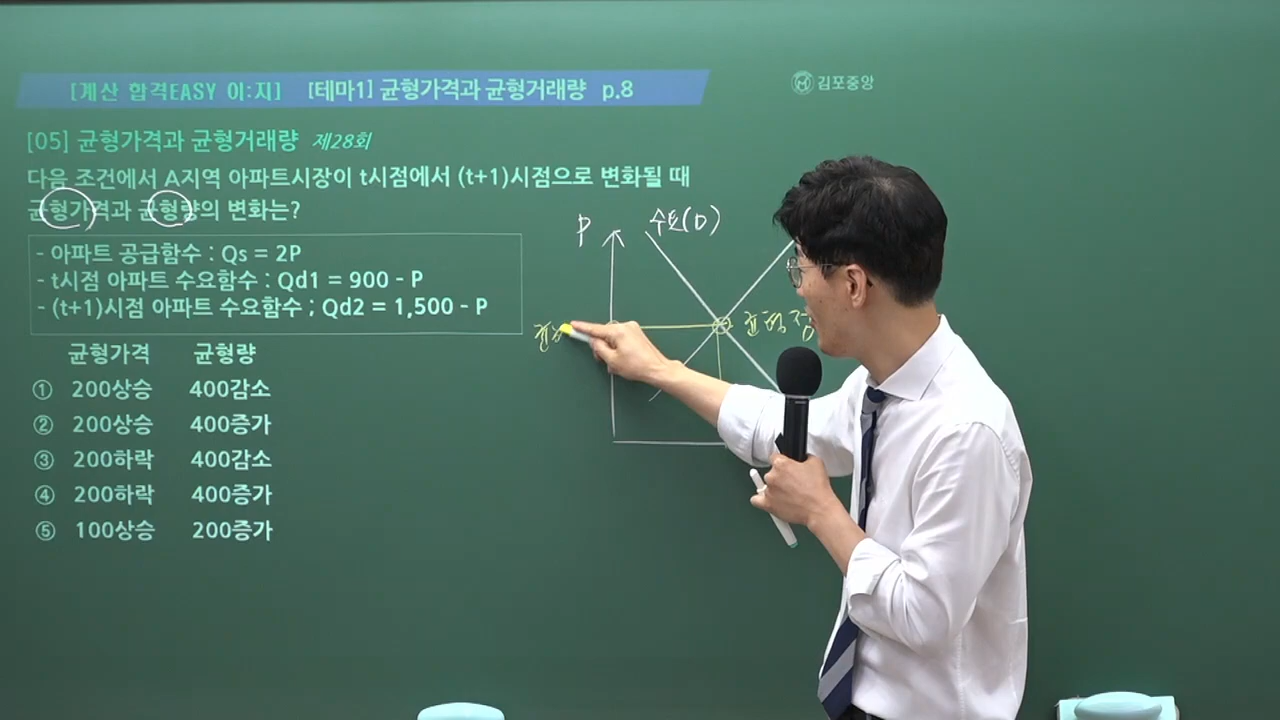 [계산 합격EASY 이:지] [테마1] 균형가격과 균형거래량 p.8
김포중앙
[05] 균형가격과 균형거래량 제28회
다음 조건에서 A지역 아파트시장이 t시점에서 (t+1)시점으로 변화될 때
균형가격과 균형량의 변화는?
- 아파트 공급함수 : Qs = 2P
- t시점 아파트 수요함수 : Qd1 = 900 - P
- (t+1)시점 아파트 수요함수 ; Qd2 = 1,500 - P
균형가격 균형량
① 200상승 400감소
② 200상승 400증가
③ 200하락 400감소
④ 200하락 400증가
⑤ 100상승 200증가
P 수요(D)
균형점